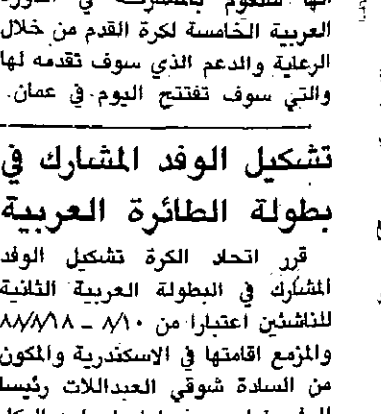 العربية الخامسة لكرة القدم من خلال
الرعاية والدعم الذي سوف تقدمه لها
والتي سوف تفتتح اليوم في عمان.
تشكيل الوفد المشارك في
بطولة الطائرة العربية
قرر اتحاد الكرة تشكيل الوفد
المشارك في البطولة العربية الثانية
للناشئين اعتبارا من ٨/١٠ ـ ٨٨/٨/١٨
والمزمع اقامتها في الاسكندرية والمكون
من السادة شوقي العبداللات رئيسا